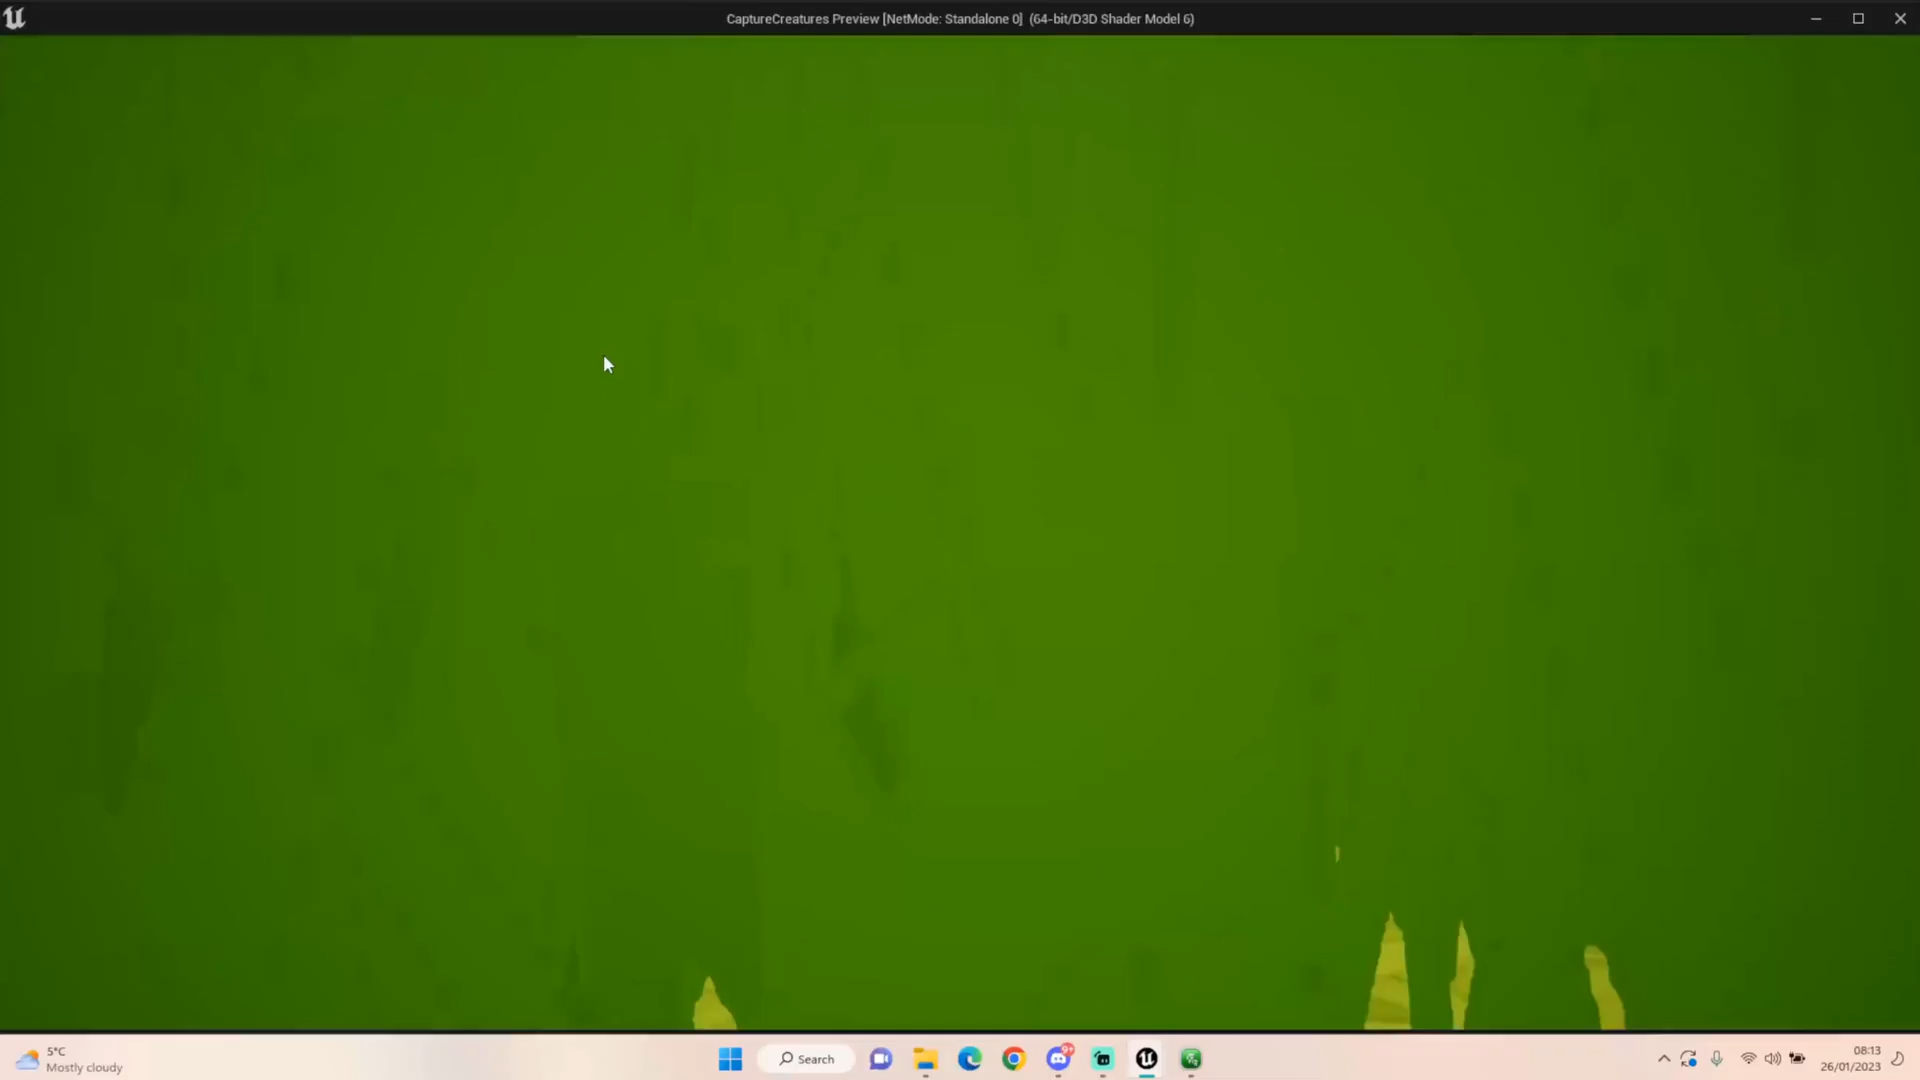 CaptureCreatures Preview [NetMode: Standalone 0] (64-bit/D3D Shader Model 6)
5°C
Mostly cloudy
Search
9+
08:13
26/01/2023